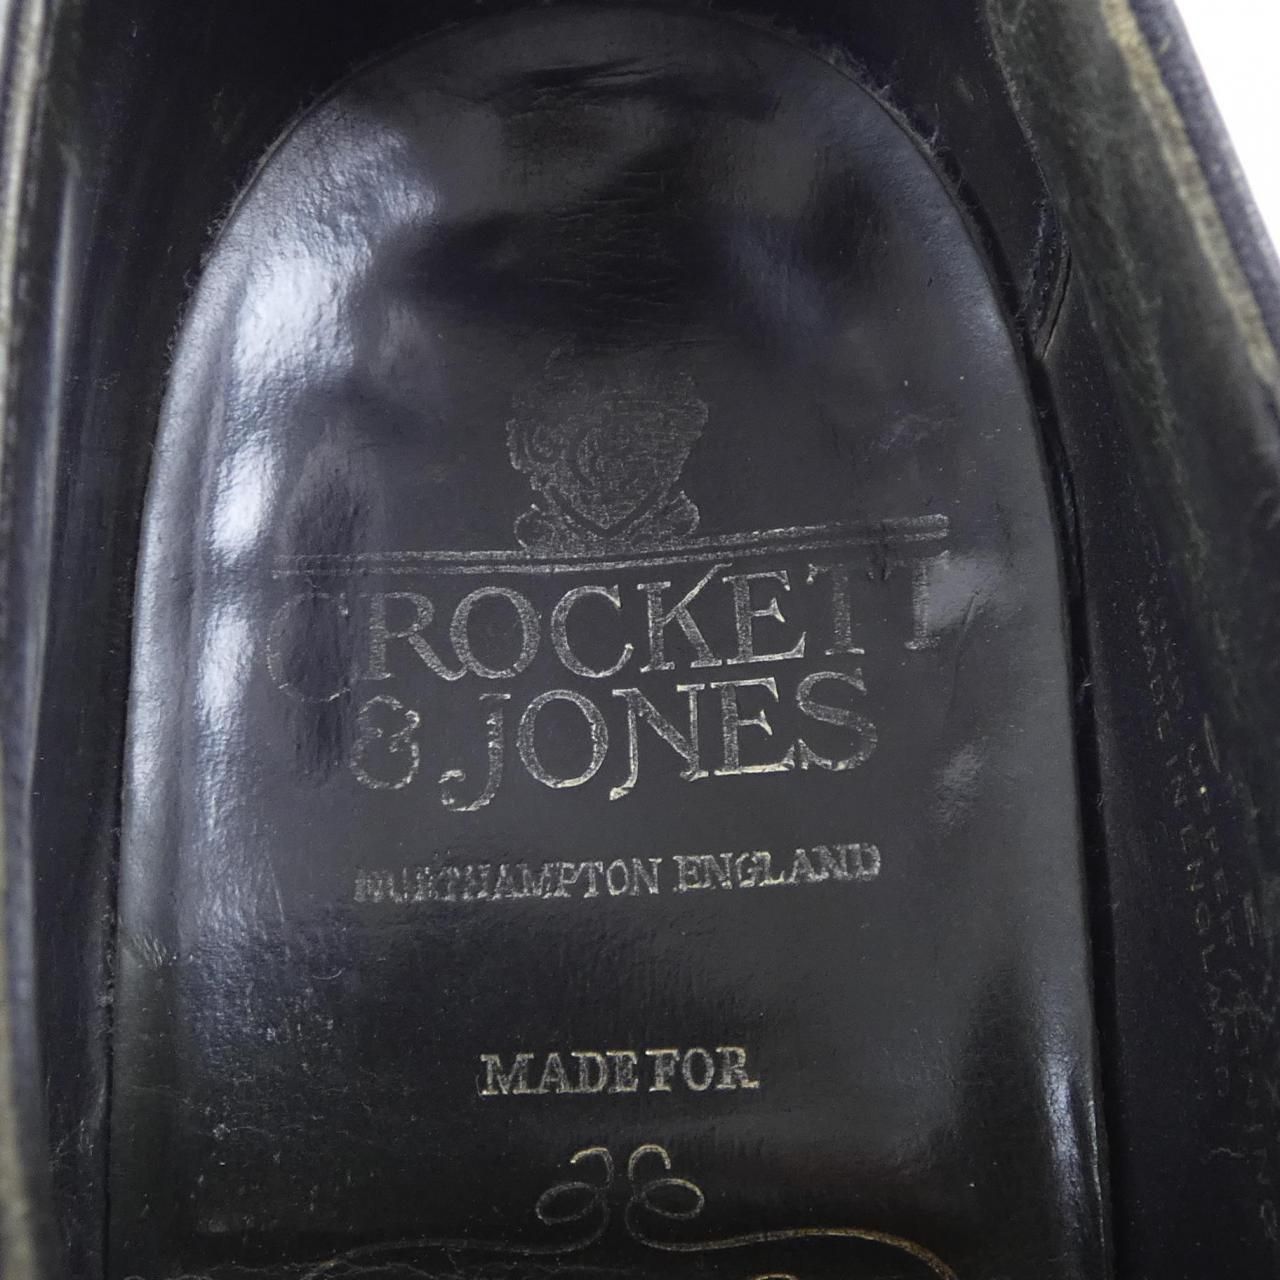 CROCKETT
& JONES
NORTHAMPTON ENGLAND
MADE FOR